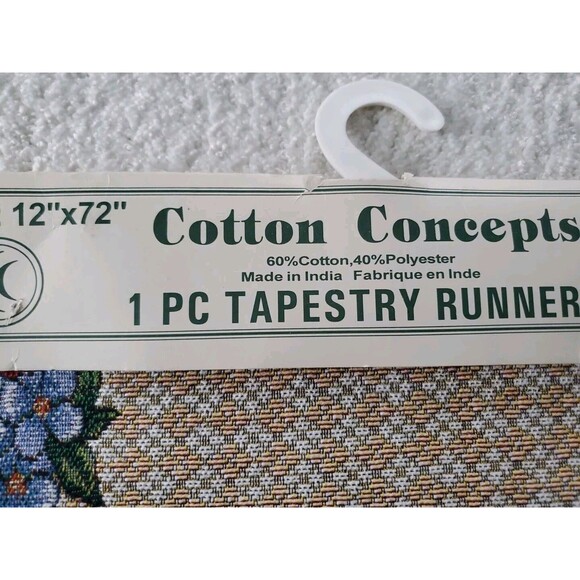 12"x72"
Cotton Concepts
60%Cotton,40%Polyester
Made in India Fabrique en Inde
1 PC TAPESTRY RUNNER